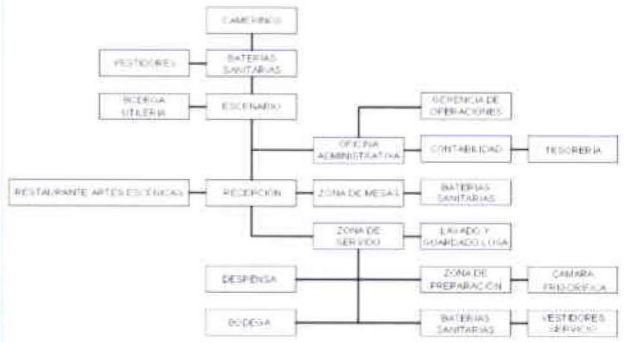 CAMERINOS
VESTIDORES
BATERIAS
SANITARIAS
BODEGA
UTILERIA
ESCENARIO
GERENCIA DE
OPERACIONES
OFICINA
ADMINISTRATIVA
CONTABILIDAD
TESORERIA
RESTAURANTE ARTES ESCENICAS
RECEPCION
ZONA DE MESAS
BATERIAS
SANITARIAS
ZONA DE
SERVIDO
LAVADO Y
GUARDADO LOSA
DESPENSA
ZONA DE
PREPARACION
CAMARA
FRIGORIFICA
BODEGA
BATERIAS
SANITARIAS
VESTIDORES
SERVICIO